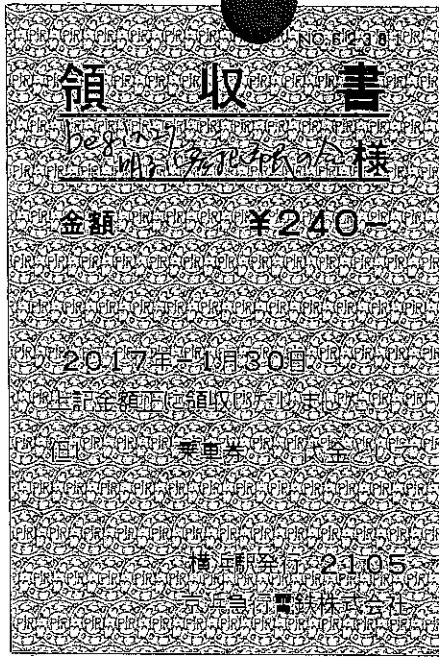 NO.62381
領収書
begin27
様
金額 ¥240-
2017年-1月30日
上記金額正に領収いたしました
但し 乗車券 代金として
横浜駅発行 2105
京浜急行電鉄株式会社